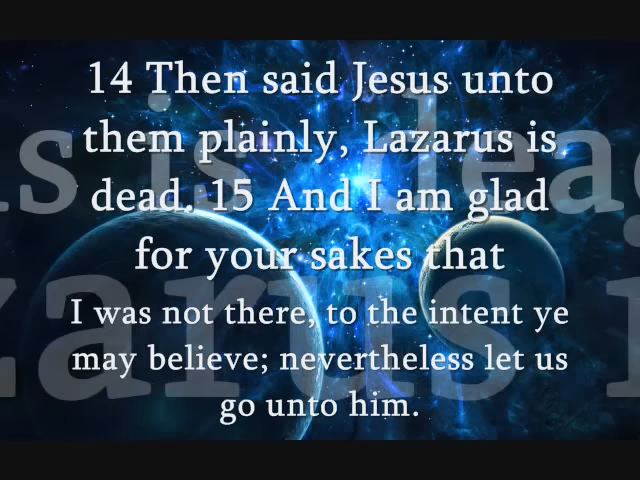 14 Then said Jesus unto
them plainly, Lazarus is
dead. 15 And I am glad
for your sakes that
I was not there, to the intent ye
may believe; nevertheless let us
go unto him.